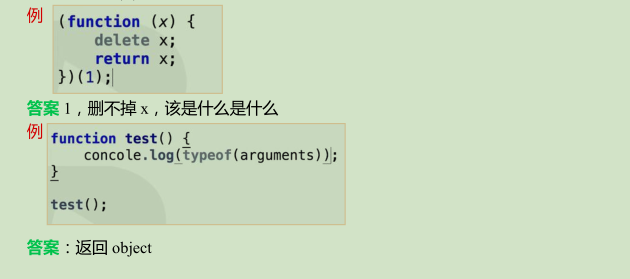 例
(function (x) {
    delete x;
    return x;
})(1);
答案 1，删不掉 x，该是什么是什么
例
function test() {
    concole.log(typeof(arguments));
}
test();
答案：返回 object